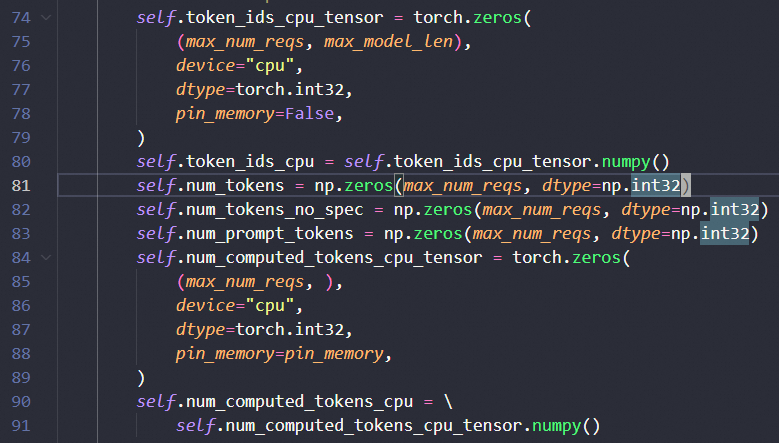 74 self.token_ids_cpu_tensor = torch.zeros(
75 (max_num_reqs, max_model_len),
76 device="cpu",
77 dtype=torch.int32,
78 pin_memory=False,
79 )
80 self.token_ids_cpu = self.token_ids_cpu_tensor.numpy()
81 self.num_tokens = np.zeros(max_num_reqs, dtype=np.int32)
82 self.num_tokens_no_spec = np.zeros(max_num_reqs, dtype=np.int32)
83 self.num_prompt_tokens = np.zeros(max_num_reqs, dtype=np.int32)
84 self.num_computed_tokens_cpu_tensor = torch.zeros(
85 (max_num_reqs, ),
86 device="cpu",
87 dtype=torch.int32,
88 pin_memory=pin_memory,
89 )
90 self.num_computed_tokens_cpu = \
91 self.num_computed_tokens_cpu_tensor.numpy()